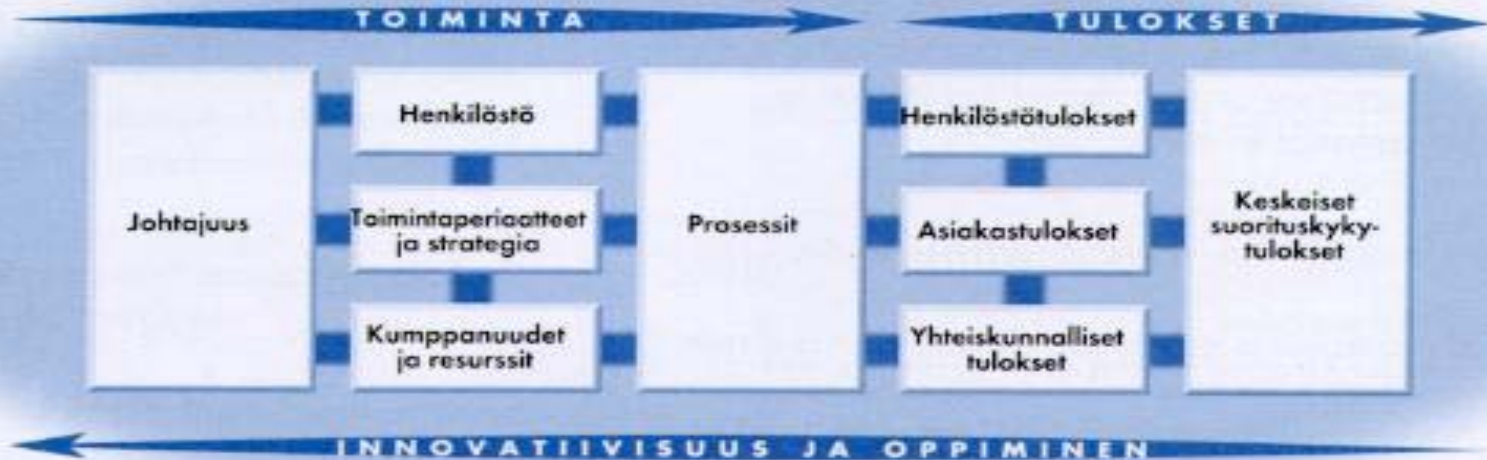 TOIMINTA
TULOKSET
Johtajuus
Henkilöstö
Toimintaperiaatteet
ja strategia
Kumppanuudet
ja resurssit
Prosessit
Henkilöstötulokset
Asiakastulokset
Yhteiskunnalliset
tulokset
Keskeiset
suorituskyky-
tulokset
INNOVATIIVISUUS JA OPPIMINEN